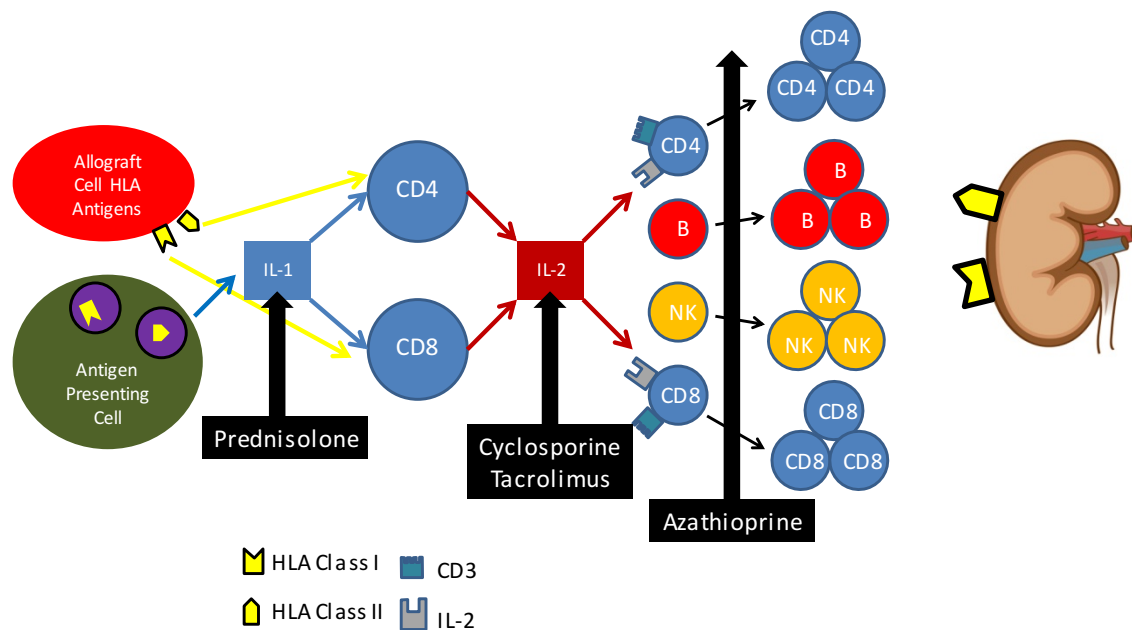 Allograft
Cell HLA
Antigens
Antigen
Presenting
Cell
IL-1
Prednisolone
CD4
CD8
IL-2
Cyclosporine
Tacrolimus
CD4
B
NK
CD8
Azathioprine
CD4
CD4 CD4
B
B B
NK
NK NK
CD8
CD8 CD8
HLA Class I
HLA Class II
CD3
IL-2